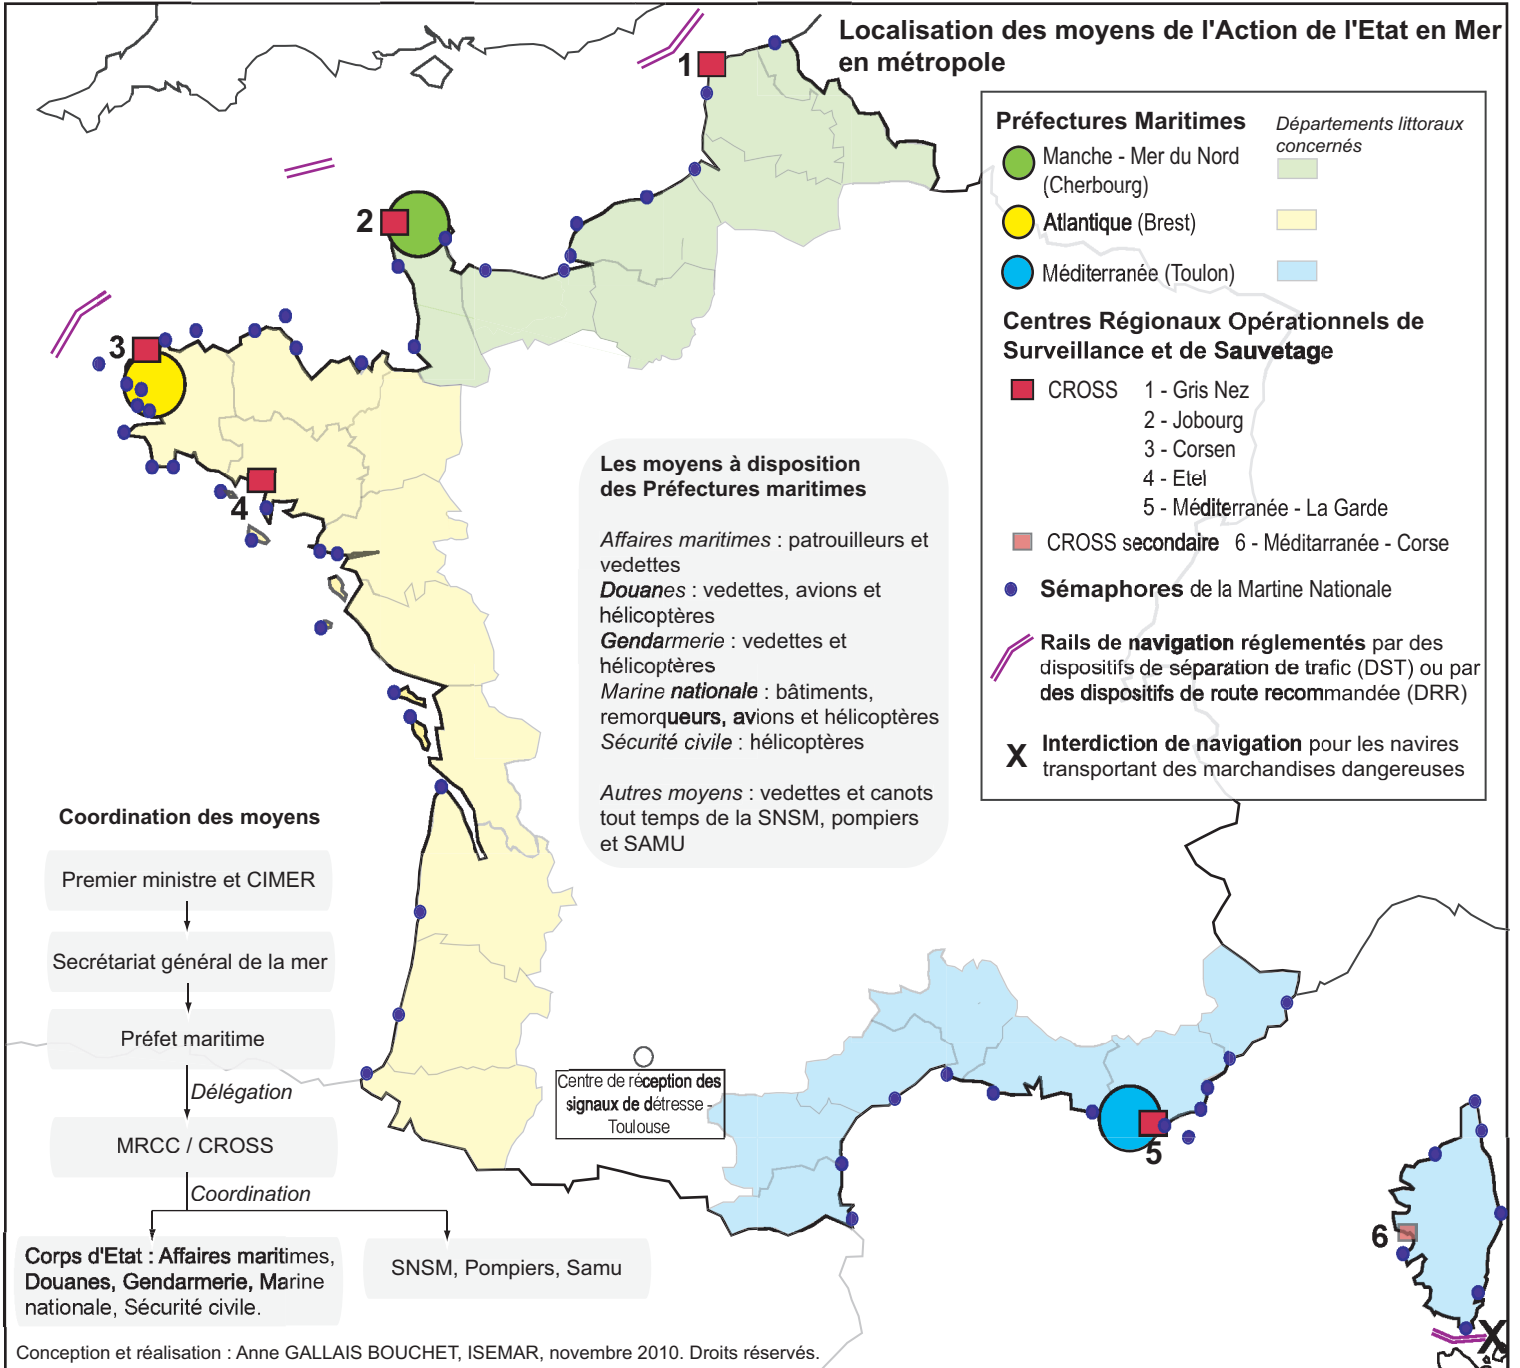 Localisation des moyens de l'Action de l'Etat en Mer
en métropole
Préfectures Maritimes
Départements littoraux
concernés
Manche - Mer du Nord
(Cherbourg)
Atlantique (Brest)
Méditerranée (Toulon)
Centres Régionaux Opérationnels de
Surveillance et de Sauvetage
CROSS
1 - Gris Nez
2 - Jobourg
3 - Corsen
4 - Etel
5 - Méditerranée - La Garde
CROSS secondaire 6 - Méditarranée - Corse
Sémaphores de la Martine Nationale
Rails de navigation réglementés par des
dispositifs de séparation de trafic (DST) ou par
des dispositifs de route recommandée (DRR)
X Interdiction de navigation pour les navires
transportant des marchandises dangereuses
1
2
3
4
5
6
X
Les moyens à disposition
des Préfectures maritimes
Affaires maritimes : patrouilleurs et
vedettes
Douanes : vedettes, avions et
hélicoptères
Gendarmerie : vedettes et
hélicoptères
Marine nationale : bâtiments,
remorqueurs, avions et hélicoptères
Sécurité civile : hélicoptères
Autres moyens : vedettes et canots
tout temps de la SNSM, pompiers
et SAMU
Centre de réception des
signaux de détresse -
Toulouse
Coordination des moyens
Premier ministre et CIMER
Secrétariat général de la mer
Préfet maritime
Délégation
MRCC / CROSS
Coordination
Corps d'Etat : Affaires maritimes,
Douanes, Gendarmerie, Marine
nationale, Sécurité civile.
SNSM, Pompiers, Samu
Conception et réalisation : Anne GALLAIS BOUCHET, ISEMAR, novembre 2010. Droits réservés.